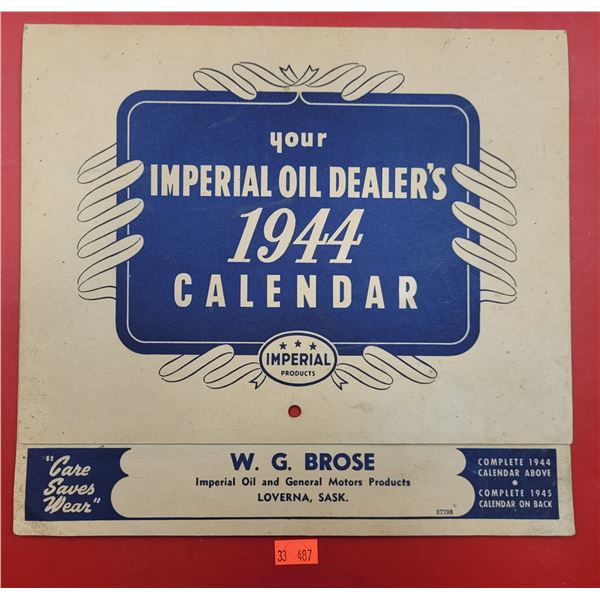 your
IMPERIAL OIL DEALER'S
1944
CALENDAR
IMPERIAL
PRODUCTS
"Care
Saves
Wear"
W. G. BROSE
Imperial Oil and General Motors Products
LOVERNA, SASK.
37798
COMPLETE 1944
CALENDAR ABOVE
•
COMPLETE 1945
CALENDAR ON BACK
33 487